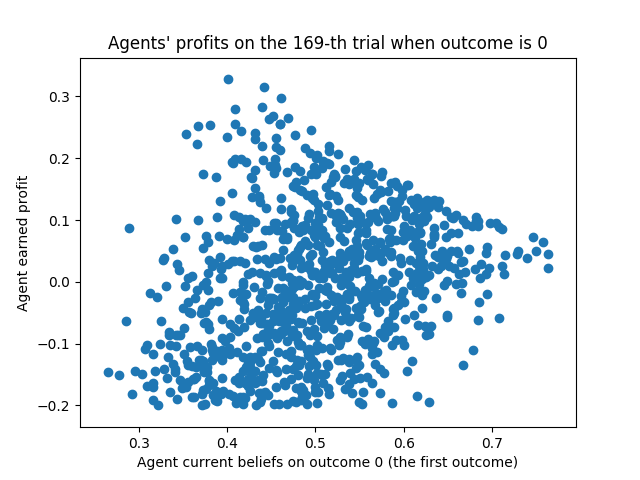 Agents' profits on the 169-th trial when outcome is 0
0.3
0.2
0.1
0.0
−0.1
−0.2
Agent earned profit
0.3 0.4 0.5 0.6 0.7
Agent current beliefs on outcome 0 (the first outcome)